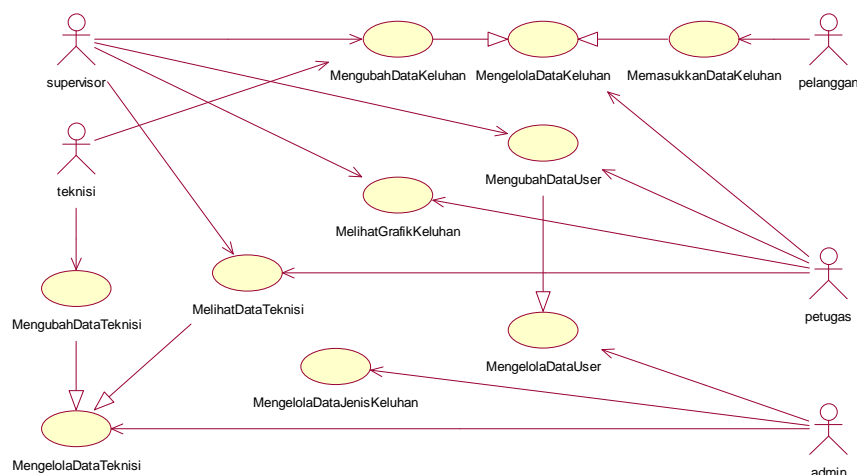 supervisor
MengubahDataKeluhan
MengelolaDataKeluhan
MemasukkanDataKeluhan
pelanggan
teknisi
MengubahDataUser
MelihatGrafikKeluhan
MengubahDataTeknisi
MelihatDataTeknisi
petugas
MengelolaDataUser
MengelolaDataJenisKeluhan
MengelolaDataTeknisi
admin